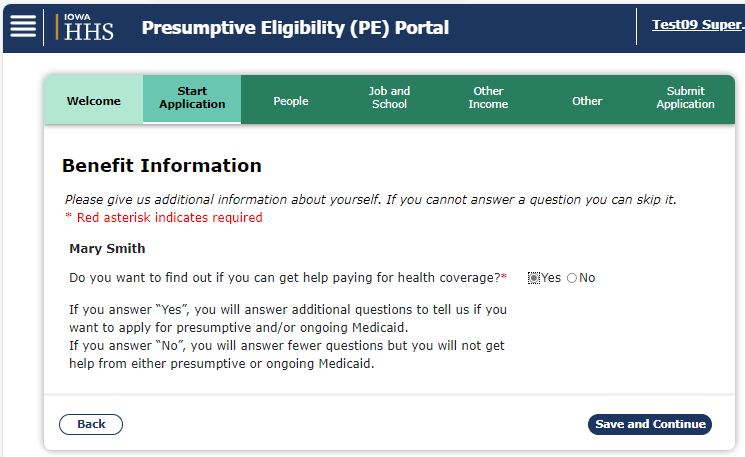 IOWA
HHS
Presumptive Eligibility (PE) Portal
Test09 Super.
Welcome
Start
Application
People
Job and
School
Other
Income
Other
Submit
Application
Benefit Information
Please give us additional information about yourself. If you cannot answer a question you can skip it.
* Red asterisk indicates required
Mary Smith
Do you want to find out if you can get help paying for health coverage?* Yes No
If you answer “Yes”, you will answer additional questions to tell us if you
want to apply for presumptive and/or ongoing Medicaid.
If you answer “No”, you will answer fewer questions but you will not get
help from either presumptive or ongoing Medicaid.
Back
Save and Continue